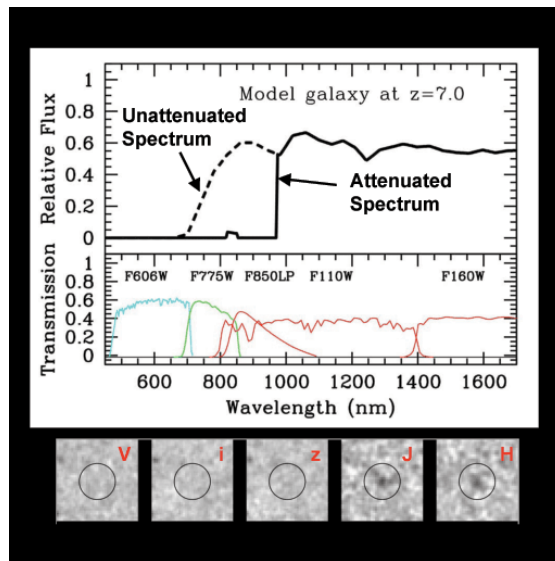 Relative Flux
1
0.8
0.6
0.4
0.2
0
Model galaxy at z=7.0
Unattenuated
Spectrum
Attenuated
Spectrum
Transmission
1
0.8
0.6
0.4
0.2
0
F606W F775W F850LP F110W F160W
600 800 1000 1200 1400 1600
Wavelength (nm)
V i z J H